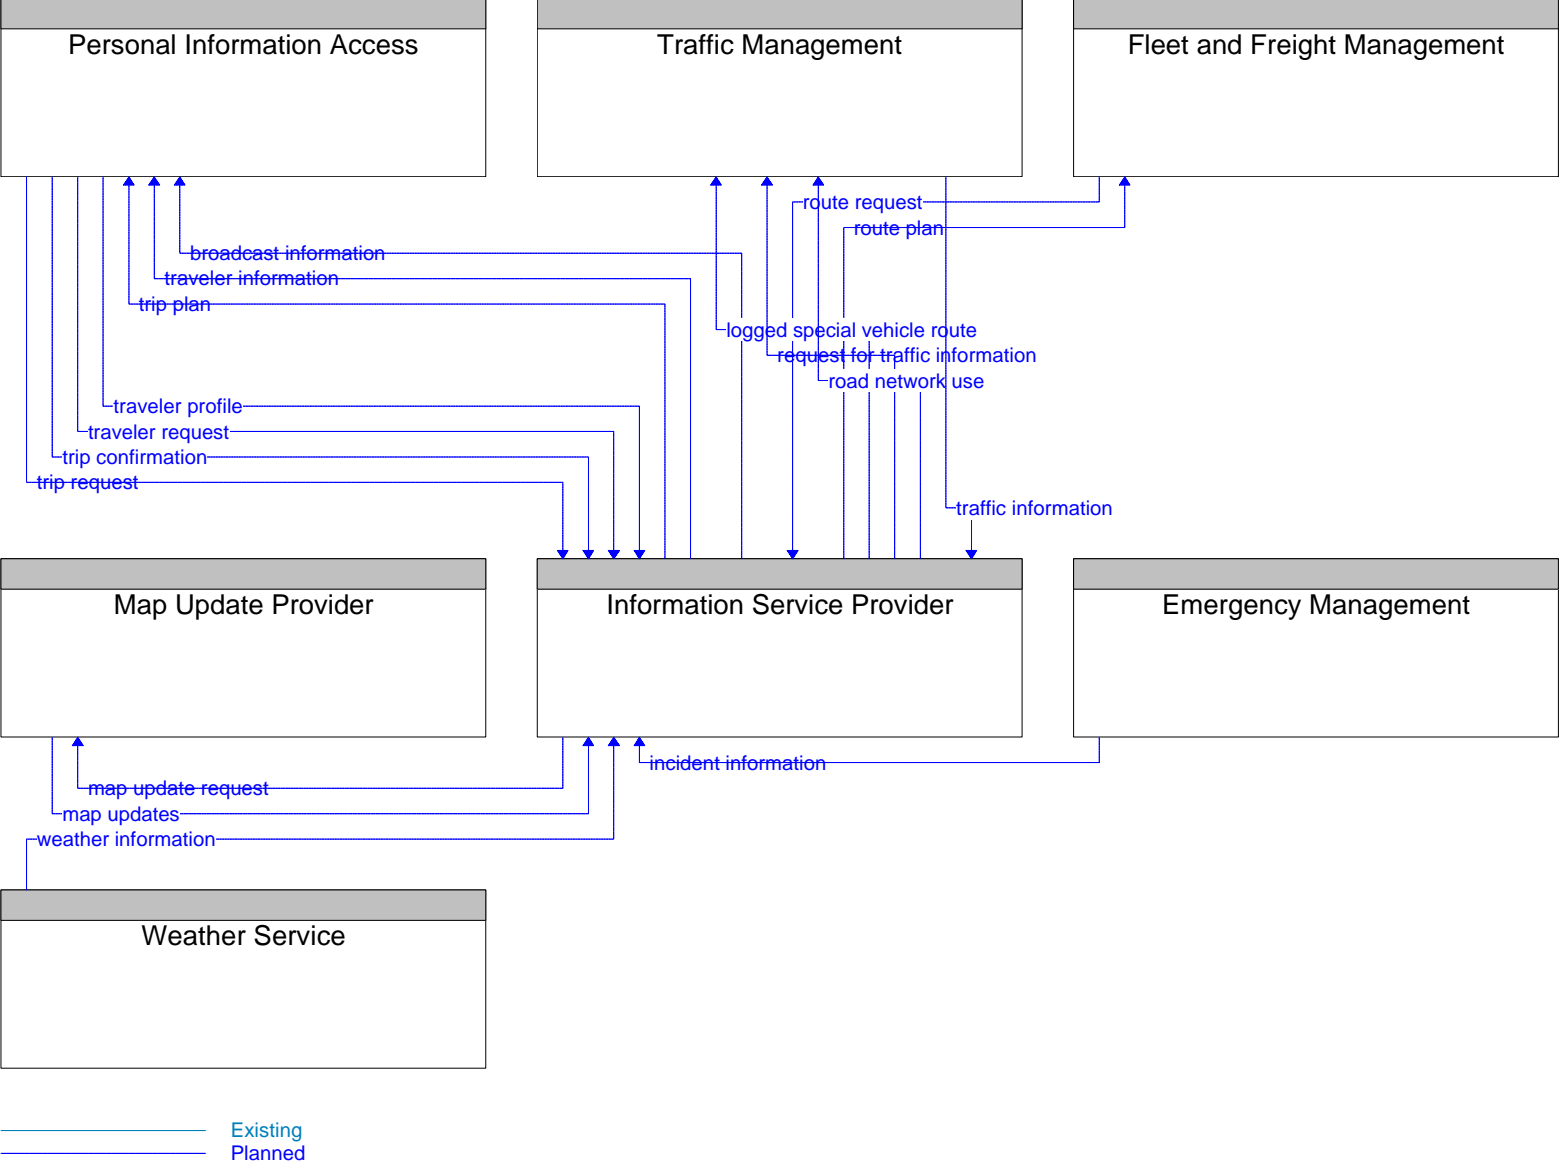 Personal Information Access
Traffic Management
Fleet and Freight Management
route request
route plan
broadcast information
traveler information
trip plan
logged special vehicle route
request for traffic information
road network use
traveler profile
traveler request
trip confirmation
trip request
traffic information
Map Update Provider
Information Service Provider
Emergency Management
incident information
map update request
map updates
weather information
Weather Service
Existing
Planned